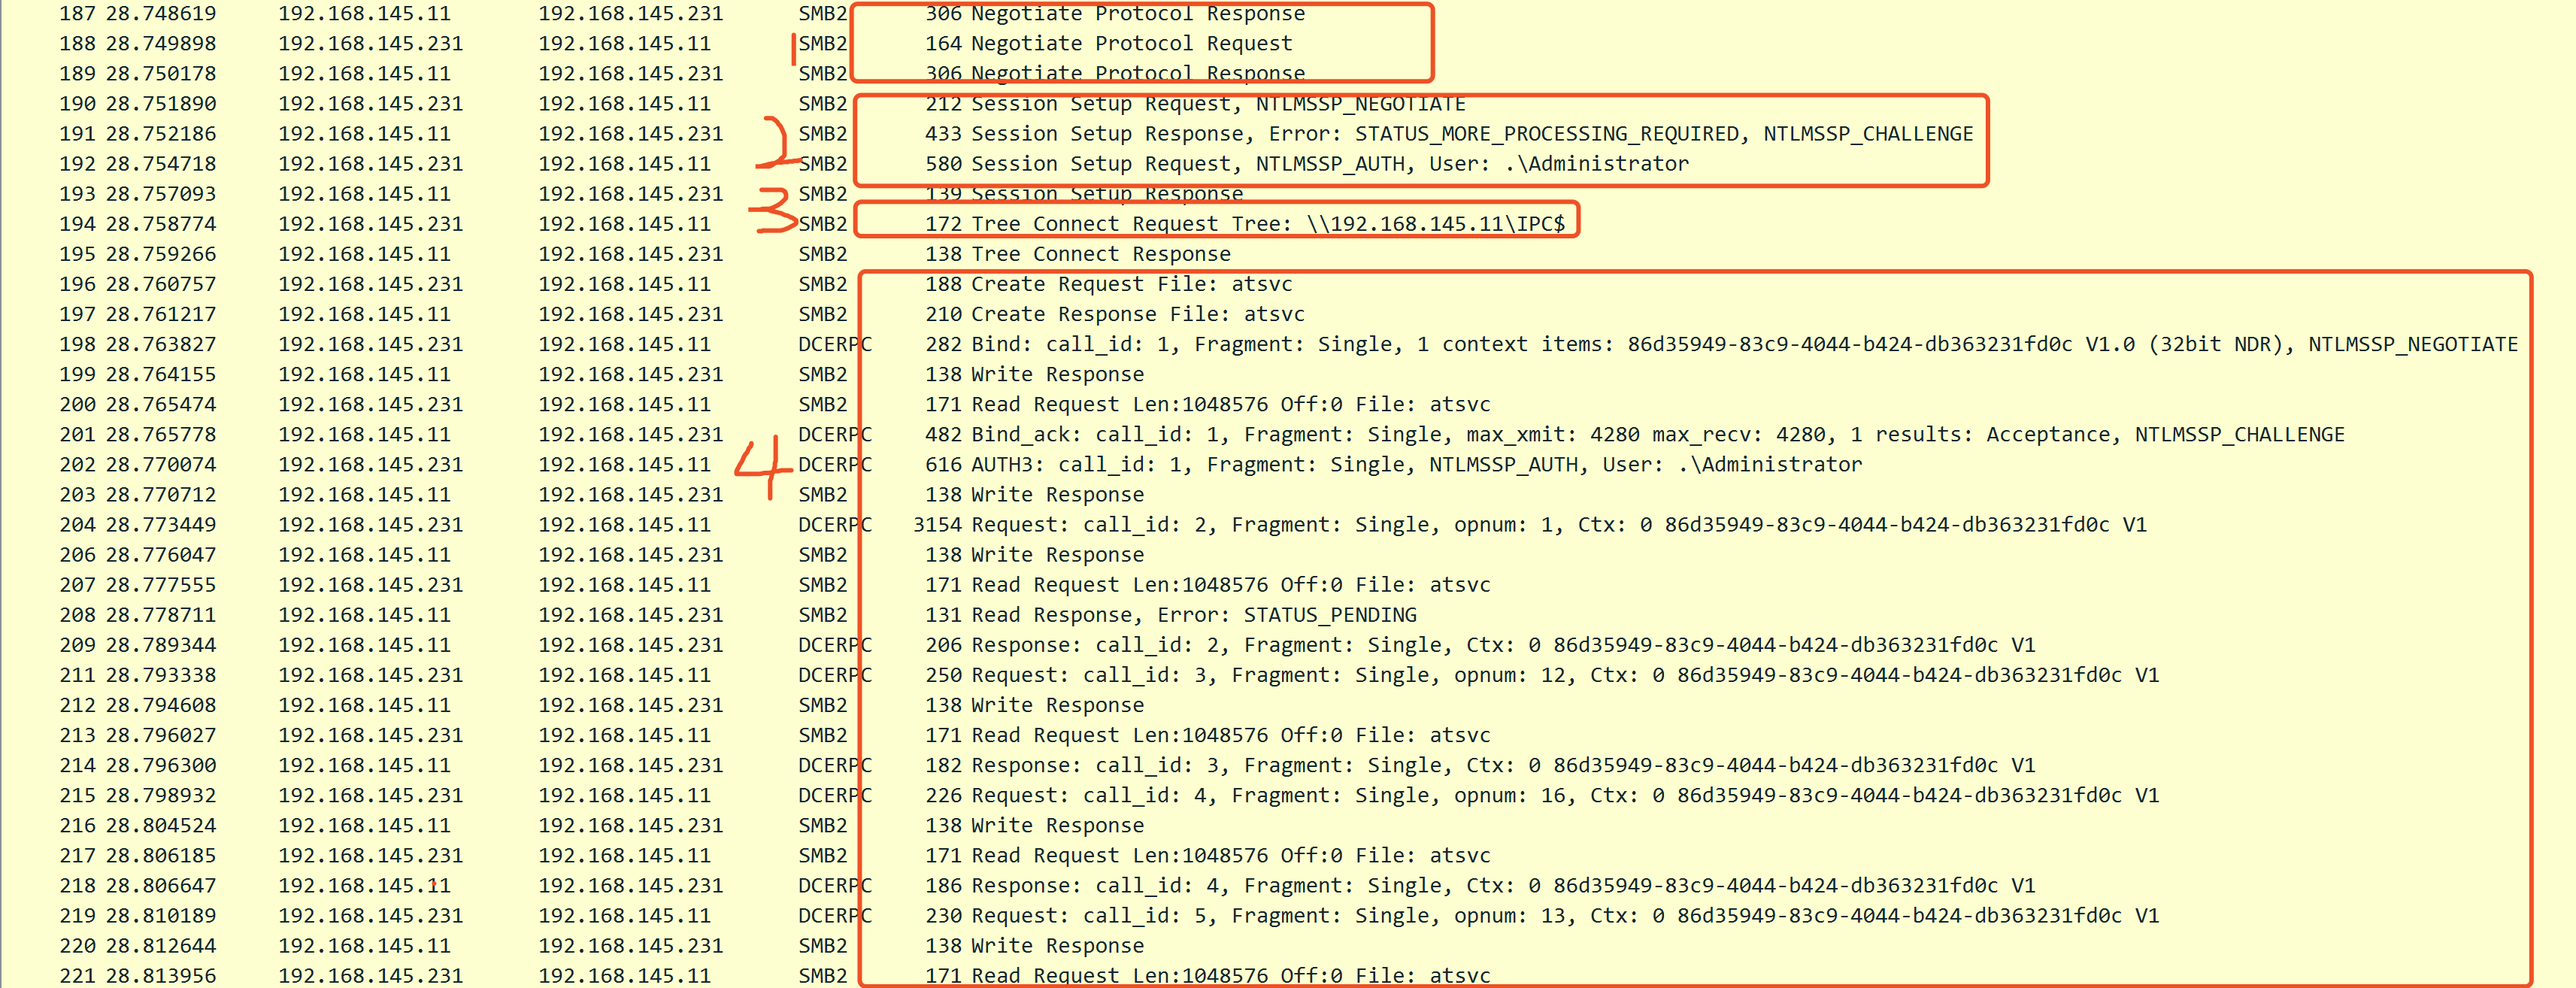 187 28.748619 192.168.145.11 192.168.145.231 SMB2 306 Negotiate Protocol Response
188 28.749898 192.168.145.231 192.168.145.11 1 SMB2 164 Negotiate Protocol Request
189 28.750178 192.168.145.11 192.168.145.231 SMB2 306 Negotiate Protocol Response
190 28.751890 192.168.145.231 192.168.145.11 SMB2 212 Session Setup Request, NTLMSSP_NEGOTIATE
191 28.752186 192.168.145.11 192.168.145.231 2 SMB2 433 Session Setup Response, Error: STATUS_MORE_PROCESSING_REQUIRED, NTLMSSP_CHALLENGE
192 28.754718 192.168.145.231 192.168.145.11 SMB2 580 Session Setup Request, NTLMSSP_AUTH, User: .\Administrator
193 28.757093 192.168.145.11 192.168.145.231 SMB2 139 Session Setup Response
194 28.758774 192.168.145.231 192.168.145.11 3 SMB2 172 Tree Connect Request Tree: \\192.168.145.11\IPC$
195 28.759266 192.168.145.11 192.168.145.231 SMB2 138 Tree Connect Response
196 28.760757 192.168.145.231 192.168.145.11 SMB2 188 Create Request File: atsvc
197 28.761217 192.168.145.11 192.168.145.231 SMB2 210 Create Response File: atsvc
198 28.763827 192.168.145.231 192.168.145.11 DCERPC 282 Bind: call_id: 1, Fragment: Single, 1 context items: 86d35949-83c9-4044-b424-db363231fd0c V1.0 (32bit NDR), NTLMSSP_NEGOTIATE
199 28.764155 192.168.145.11 192.168.145.231 SMB2 138 Write Response
200 28.765474 192.168.145.231 192.168.145.11 SMB2 171 Read Request Len:1048576 Off:0 File: atsvc
201 28.765778 192.168.145.11 192.168.145.231 DCERPC 482 Bind_ack: call_id: 1, Fragment: Single, max_xmit: 4280 max_recv: 4280, 1 results: Acceptance, NTLMSSP_CHALLENGE
202 28.770074 192.168.145.231 192.168.145.11 4 DCERPC 616 AUTH3: call_id: 1, Fragment: Single, NTLMSSP_AUTH, User: .\Administrator
203 28.770712 192.168.145.11 192.168.145.231 SMB2 138 Write Response
204 28.773449 192.168.145.231 192.168.145.11 DCERPC 3154 Request: call_id: 2, Fragment: Single, opnum: 1, Ctx: 0 86d35949-83c9-4044-b424-db363231fd0c V1
206 28.776047 192.168.145.11 192.168.145.231 SMB2 138 Write Response
207 28.777555 192.168.145.231 192.168.145.11 SMB2 171 Read Request Len:1048576 Off:0 File: atsvc
208 28.778711 192.168.145.11 192.168.145.231 SMB2 131 Read Response, Error: STATUS_PENDING
209 28.789344 192.168.145.11 192.168.145.231 DCERPC 206 Response: call_id: 2, Fragment: Single, Ctx: 0 86d35949-83c9-4044-b424-db363231fd0c V1
211 28.793338 192.168.145.231 192.168.145.11 DCERPC 250 Request: call_id: 3, Fragment: Single, opnum: 12, Ctx: 0 86d35949-83c9-4044-b424-db363231fd0c V1
212 28.794608 192.168.145.11 192.168.145.231 SMB2 138 Write Response
213 28.796027 192.168.145.231 192.168.145.11 SMB2 171 Read Request Len:1048576 Off:0 File: atsvc
214 28.796300 192.168.145.11 192.168.145.231 DCERPC 182 Response: call_id: 3, Fragment: Single, Ctx: 0 86d35949-83c9-4044-b424-db363231fd0c V1
215 28.798932 192.168.145.231 192.168.145.11 DCERPC 226 Request: call_id: 4, Fragment: Single, opnum: 16, Ctx: 0 86d35949-83c9-4044-b424-db363231fd0c V1
216 28.804524 192.168.145.11 192.168.145.231 SMB2 138 Write Response
217 28.806185 192.168.145.231 192.168.145.11 SMB2 171 Read Request Len:1048576 Off:0 File: atsvc
218 28.806647 192.168.145.11 192.168.145.231 DCERPC 186 Response: call_id: 4, Fragment: Single, Ctx: 0 86d35949-83c9-4044-b424-db363231fd0c V1
219 28.810189 192.168.145.231 192.168.145.11 DCERPC 230 Request: call_id: 5, Fragment: Single, opnum: 13, Ctx: 0 86d35949-83c9-4044-b424-db363231fd0c V1
220 28.812644 192.168.145.11 192.168.145.231 SMB2 138 Write Response
221 28.813956 192.168.145.231 192.168.145.11 SMB2 171 Read Request Len:1048576 Off:0 File: atsvc